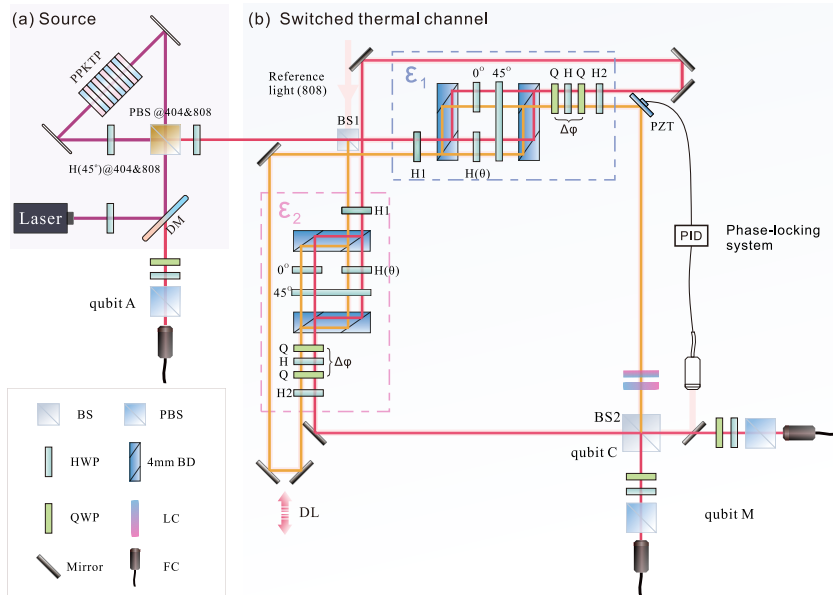 (a) Source
PPKTP
PBS @404&808
H(45°)@404&808
Laser
DM
qubit A
BS
PBS
HWP
4mm BD
QWP
LC
Mirror
FC
(b) Switched thermal channel
Reference
light (808)
BS1
ε1
0°
45°
Q H Q H2
Δφ
H1
H(θ)
PZT
PID
Phase-locking
system
ε2
H1
0°
H(θ)
45°
Q
H
Δφ
Q
H2
DL
BS2
qubit C
qubit M